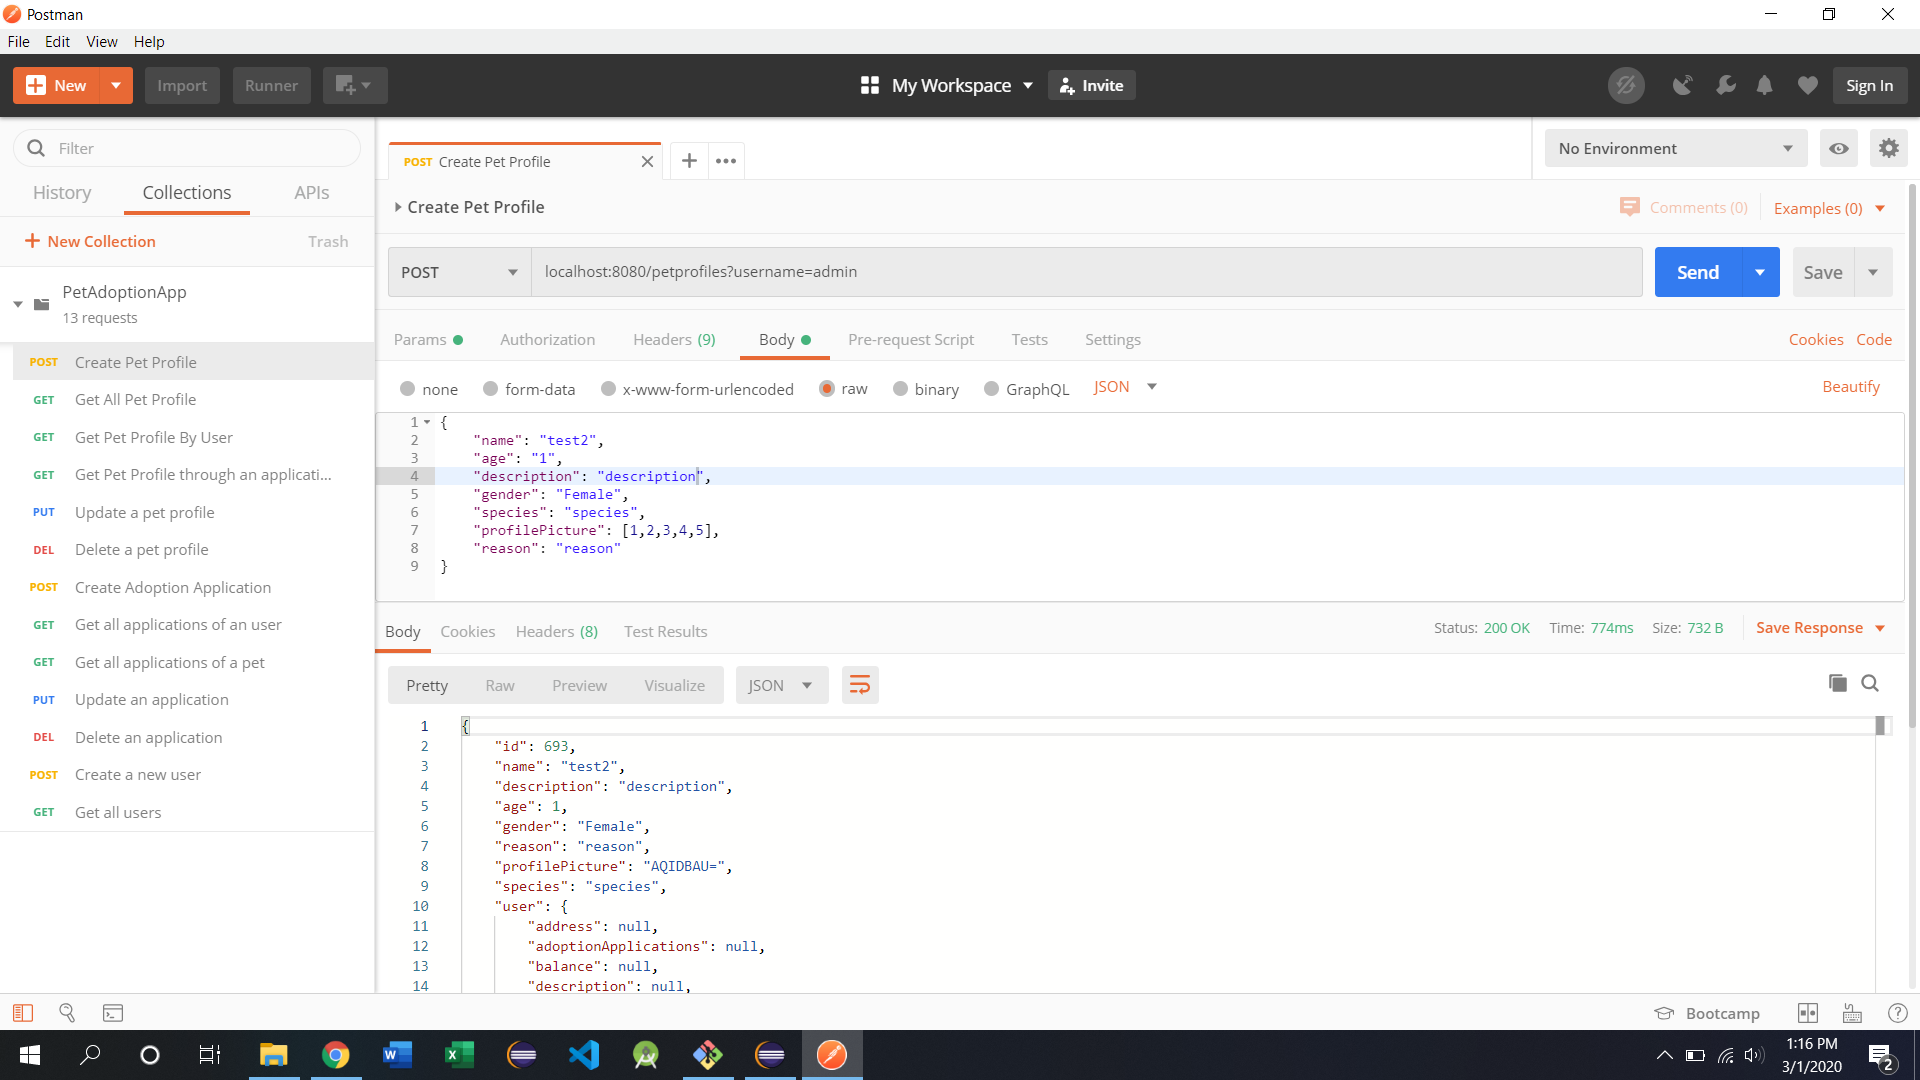 Postman
File Edit View Help
New Import Runner My Workspace Invite Sign In
Filter
History Collections APIs
New Collection Trash
PetAdoptionApp
13 requests
POST Create Pet Profile
GET Get All Pet Profile
GET Get Pet Profile By User
GET Get Pet Profile through an applicati...
PUT Update a pet profile
DEL Delete a pet profile
POST Create Adoption Application
GET Get all applications of an user
GET Get all applications of a pet
PUT Update an application
DEL Delete an application
POST Create a new user
GET Get all users
POST Create Pet Profile
No Environment
Create Pet Profile
Comments (0) Examples (0)
POST localhost:8080/petprofiles?username=admin Send Save
Params Authorization Headers (9) Body Pre-request Script Tests Settings Cookies Code
none form-data x-www-form-urlencoded raw binary GraphQL JSON Beautify
1 {
2 "name": "test2",
3 "age": "1",
4 "description": "description",
5 "gender": "Female",
6 "species": "species",
7 "profilePicture": [1,2,3,4,5],
8 "reason": "reason"
9 }
Body Cookies Headers (8) Test Results Status: 200 OK Time: 774ms Size: 732 B Save Response
Pretty Raw Preview Visualize JSON
1 {
2 "id": 693,
3 "name": "test2",
4 "description": "description",
5 "age": 1,
6 "gender": "Female",
7 "reason": "reason",
8 "profilePicture": "AQIDBAU=",
9 "species": "species",
10 "user": {
11 "address": null,
12 "adoptionApplications": null,
13 "balance": null,
14 "description": null,
Bootcamp
1:16 PM
3/1/2020
2